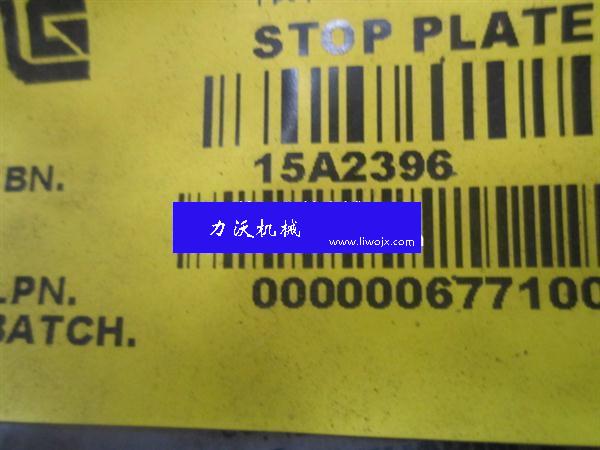 STOP PLATE
15A2396
BN.
力沃机械
www.liwojx.com
LPN.
000000677100
BATCH.